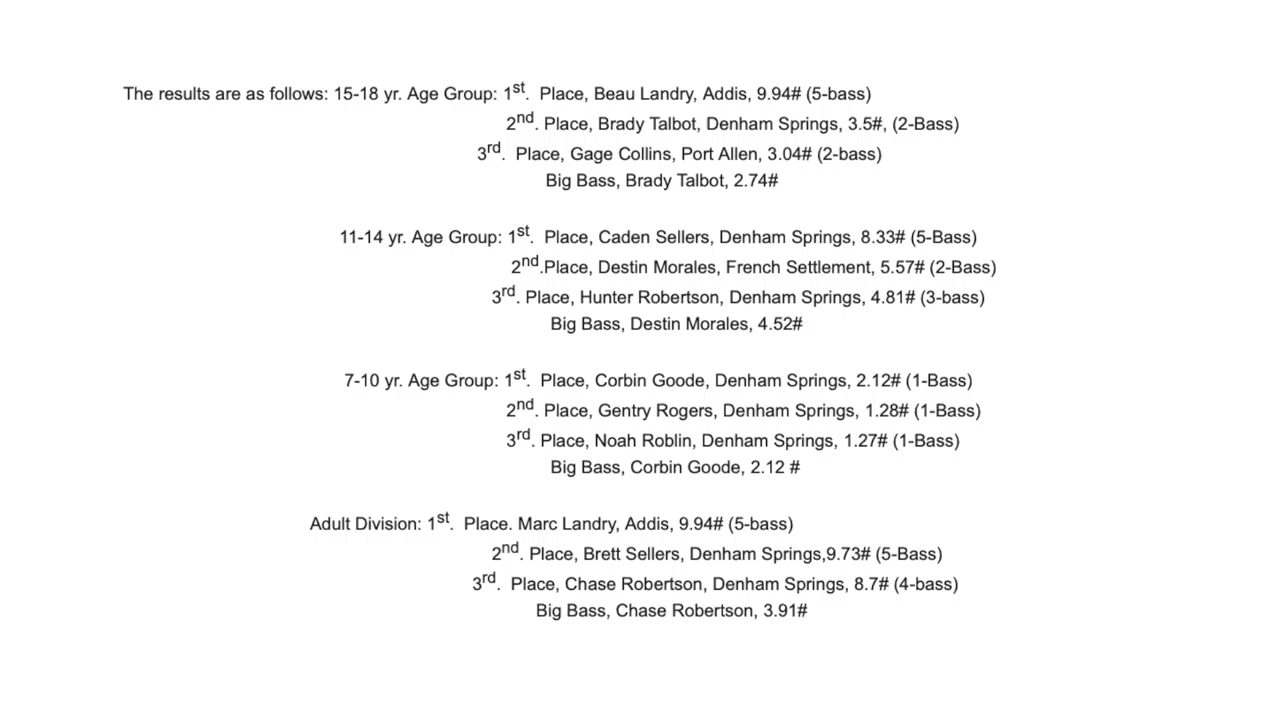 The results are as follows: 15-18 yr. Age Group: 1st. Place, Beau Landry, Addis, 9.94# (5-bass)
2nd. Place, Brady Talbot, Denham Springs, 3.5#, (2-Bass)
3rd. Place, Gage Collins, Port Allen, 3.04# (2-bass)
Big Bass, Brady Talbot, 2.74#
11-14 yr. Age Group: 1st. Place, Caden Sellers, Denham Springs, 8.33# (5-Bass)
2nd.Place, Destin Morales, French Settlement, 5.57# (2-Bass)
3rd. Place, Hunter Robertson, Denham Springs, 4.81# (3-bass)
Big Bass, Destin Morales, 4.52#
7-10 yr. Age Group: 1st. Place, Corbin Goode, Denham Springs, 2.12# (1-Bass)
2nd. Place, Gentry Rogers, Denham Springs, 1.28# (1-Bass)
3rd. Place, Noah Roblin, Denham Springs, 1.27# (1-Bass)
Big Bass, Corbin Goode, 2.12 #
Adult Division: 1st. Place. Marc Landry, Addis, 9.94# (5-bass)
2nd. Place, Brett Sellers, Denham Springs,9.73# (5-Bass)
3rd. Place, Chase Robertson, Denham Springs, 8.7# (4-bass)
Big Bass, Chase Robertson, 3.91#